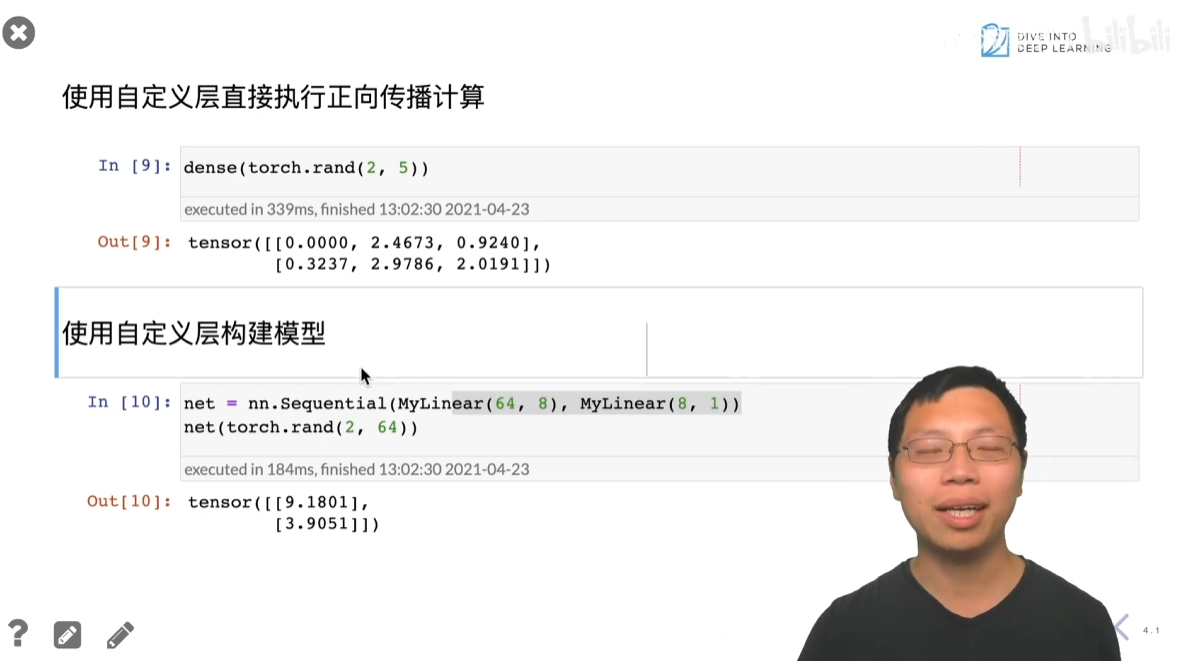 bilibili
DIVE INTO
DEEP LEARNING
使用自定义层直接执行正向传播计算
In [9]: dense(torch.rand(2, 5))
executed in 339ms, finished 13:02:30 2021-04-23
Out[9]: tensor([[0.0000, 2.4673, 0.9240],
[0.3237, 2.9786, 2.0191]])
使用自定义层构建模型
In [10]: net = nn.Sequential(MyLinear(64, 8), MyLinear(8, 1))
net(torch.rand(2, 64))
executed in 184ms, finished 13:02:30 2021-04-23
Out[10]: tensor([[9.1801],
[3.9051]])
?
4.1